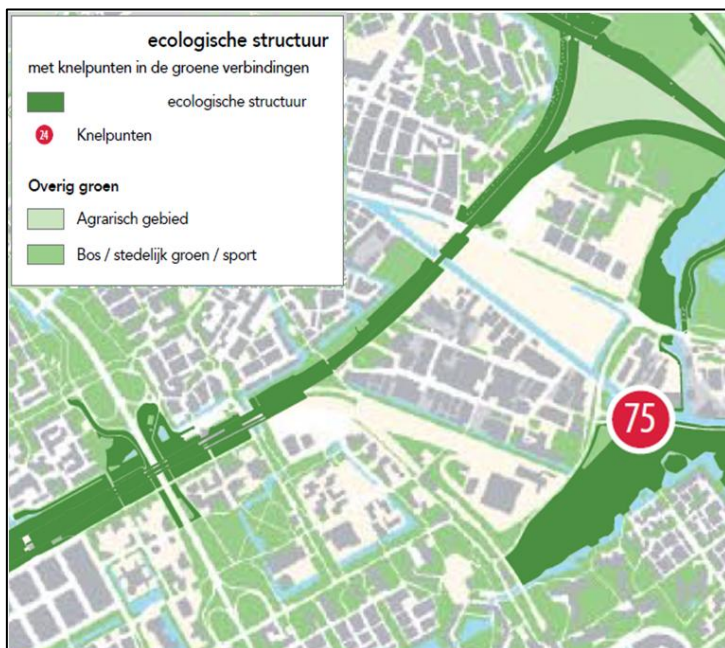 ecologische structuur
met knelpunten in de groene verbindingen
ecologische structuur
24 Knelpunten
Overig groen
Agrarisch gebied
Bos / stedelijk groen / sport
75